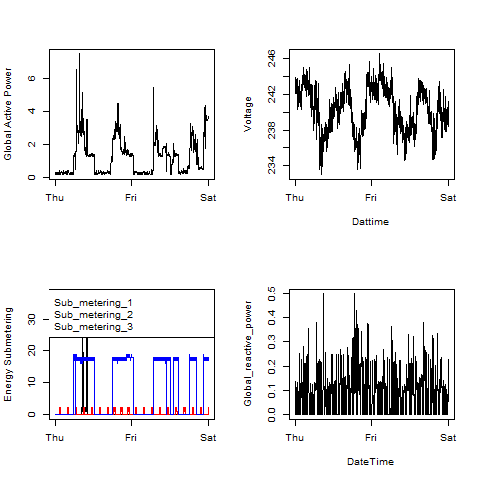 Global Active Power
0 2 4 6
Thu Fri Sat
Voltage
234 238 242 246
Thu Fri Sat
Dattime
Energy Submetering
0 10 20 30
Sub_metering_1
Sub_metering_2
Sub_metering_3
Thu Fri Sat
Global_reactive_power
0.0 0.1 0.2 0.3 0.4 0.5
Thu Fri Sat
DateTime